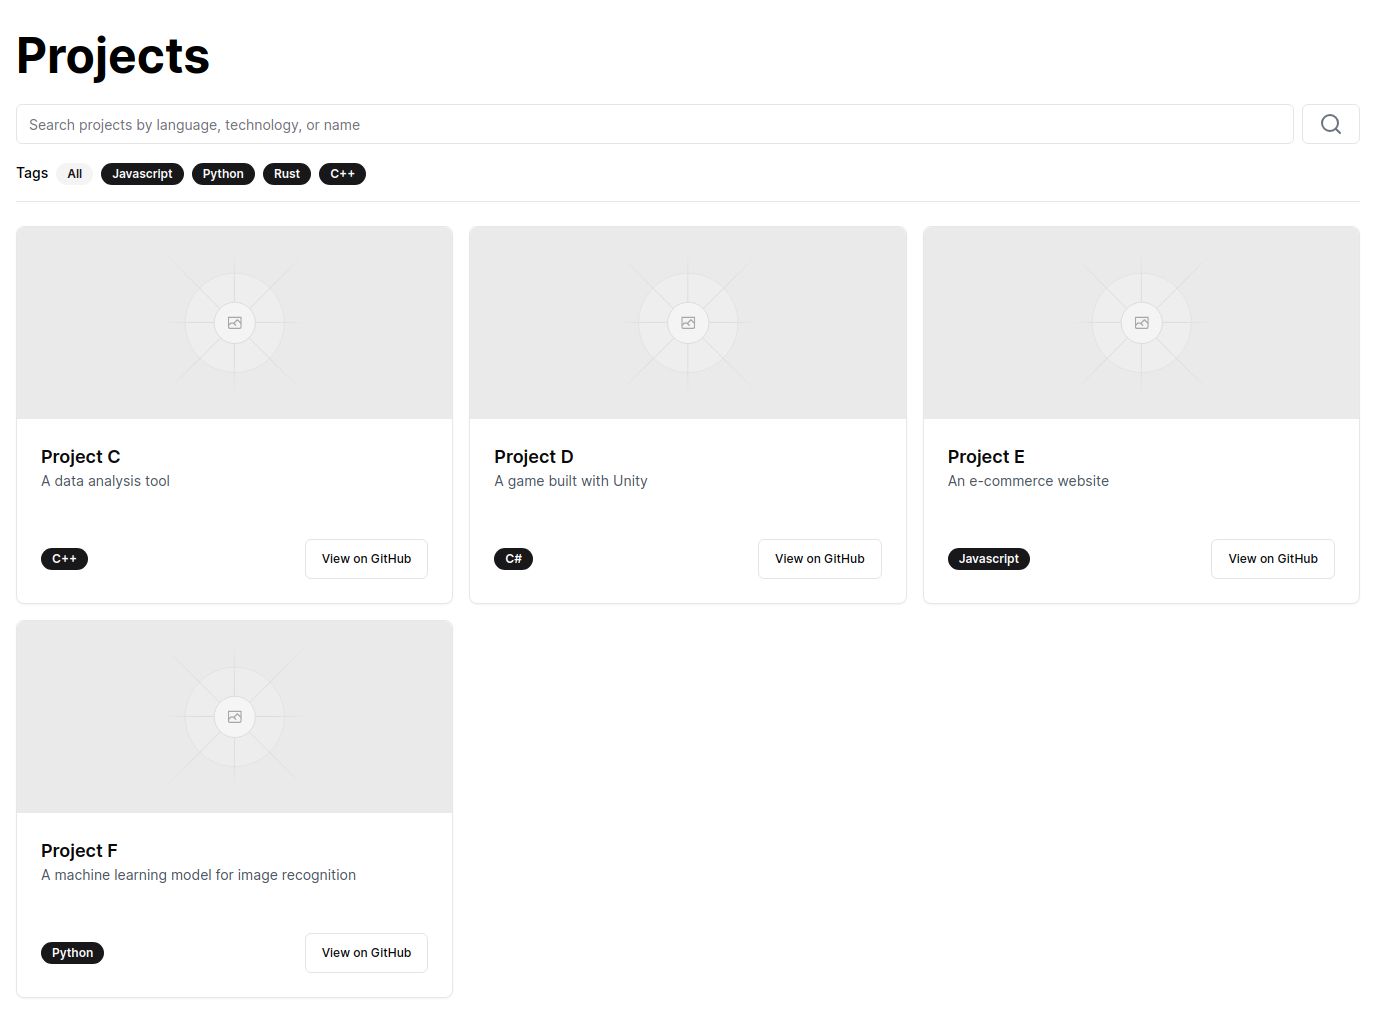 Projects
Search projects by language, technology, or name
Tags All Javascript Python Rust C++
Project C
A data analysis tool
C++ View on GitHub
Project D
A game built with Unity
C# View on GitHub
Project E
An e-commerce website
Javascript View on GitHub
Project F
A machine learning model for image recognition
Python View on GitHub